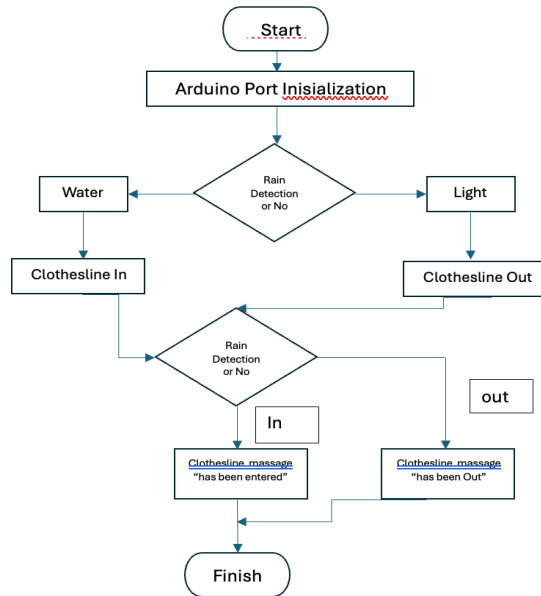 Start
Arduino Port Inisialization
Rain
Detection
or No
Water
Light
Clothesline In
Clothesline Out
Rain
Detection
or No
In
out
Clothesline massage
“has been entered”
Clothesline massage
“has been Out”
Finish